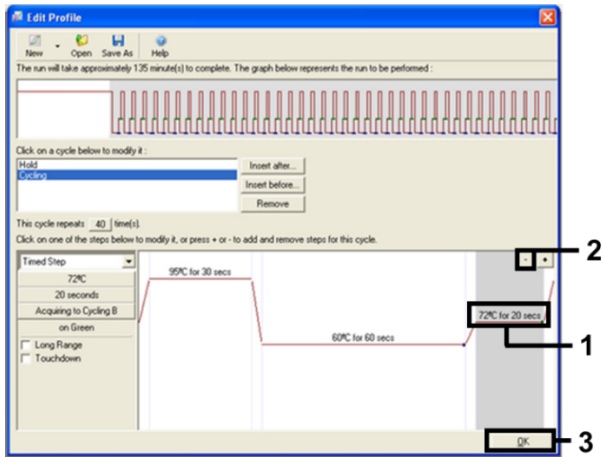 Edit Profile
New Open Save As Help
The run will take approximately 135 minute(s) to complete. The graph below represents the run to be performed :
Click on a cycle below to modify it :
Hold
Cycling
Insert after...
Insert before...
Remove
This cycle repeats 40 time(s).
Click on one of the steps below to modify it, or press + or - to add and remove steps for this cycle.
Timed Step
72ºC
20 seconds
Acquiring to Cycling B
on Green
Long Range
Touchdown
95ºC for 30 secs
60ºC for 60 secs
72ºC for 20 secs
- +
2
1
OK
3